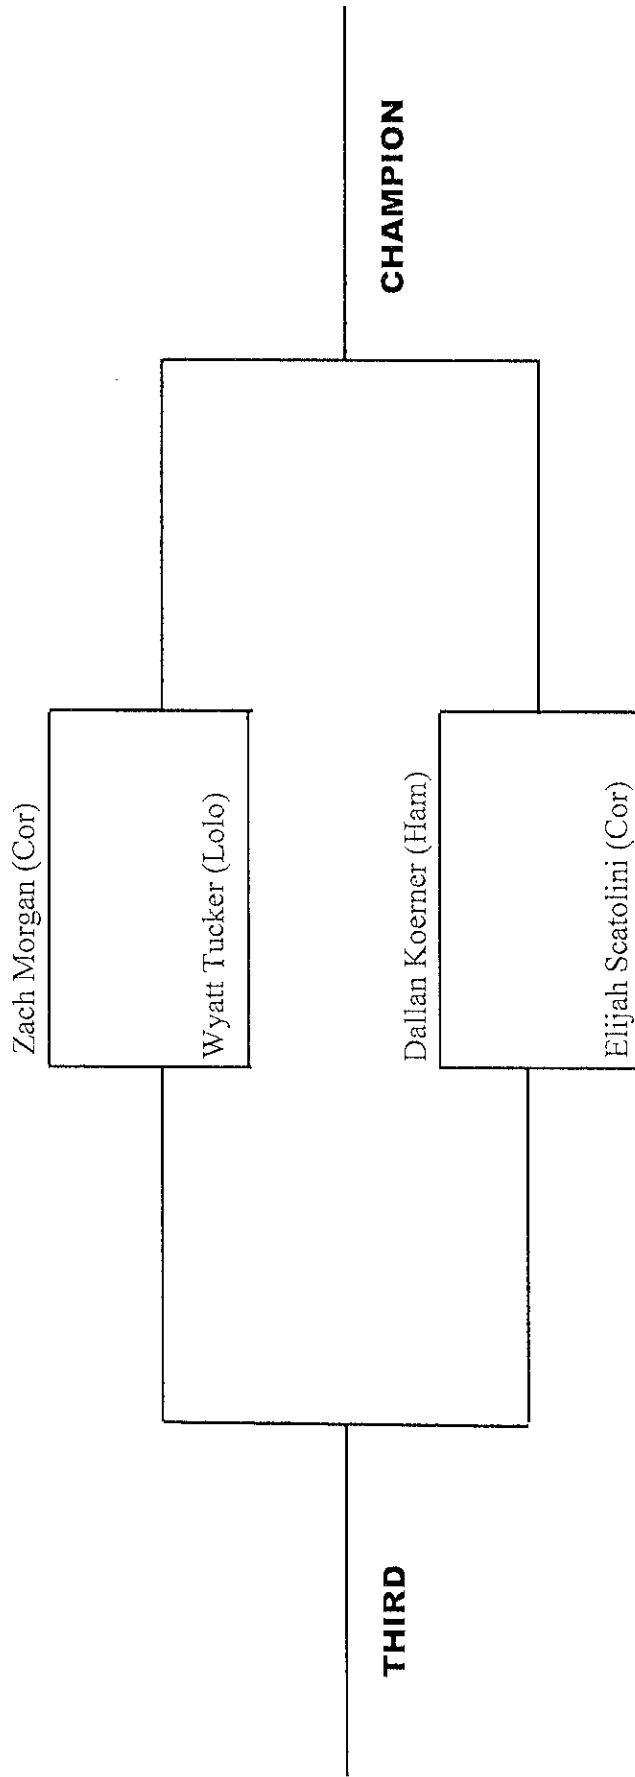 Zach Morgan (Cor)
Wyatt Tucker (Lolo)
Dallan Koerner (Ham)
Elijah Scatolini (Cor)
CHAMPION
THIRD